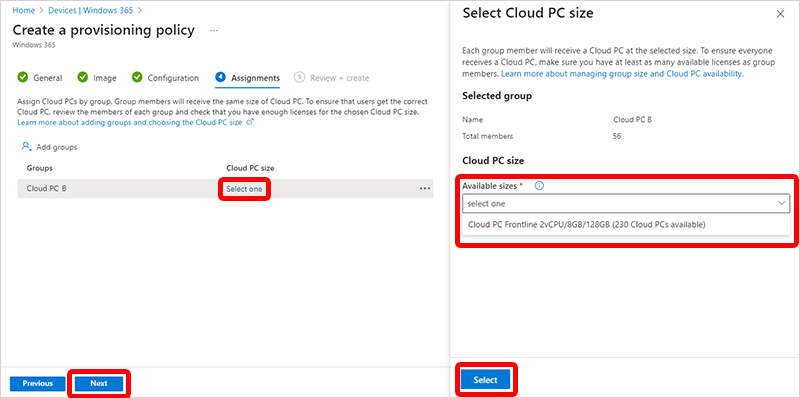 Home > Devices | Windows 365 >
Create a provisioning policy ...
Windows 365
General
Image
Configuration
4 Assignments
5 Review + create
Assign Cloud PCs by group. Group members will receive the same size of Cloud PC. To ensure that users get the correct
Cloud PC, review the members of each group and check that you have enough licenses for the chosen Cloud PC size.
Learn more about adding groups and choosing the Cloud PC size
Add groups
Groups Cloud PC size
Cloud PC B Select one ...
Previous Next
Select Cloud PC size
Each group member will receive a Cloud PC at the selected size. To ensure everyone
receives a Cloud PC, make sure you have at least as many available licenses as group
members. Learn more about managing group size and Cloud PC availability.
Selected group
Name Cloud PC B
Total members 56
Cloud PC size
Available sizes *
select one
Cloud PC Frontline 2vCPU/8GB/128GB (230 Cloud PCs available)
Select